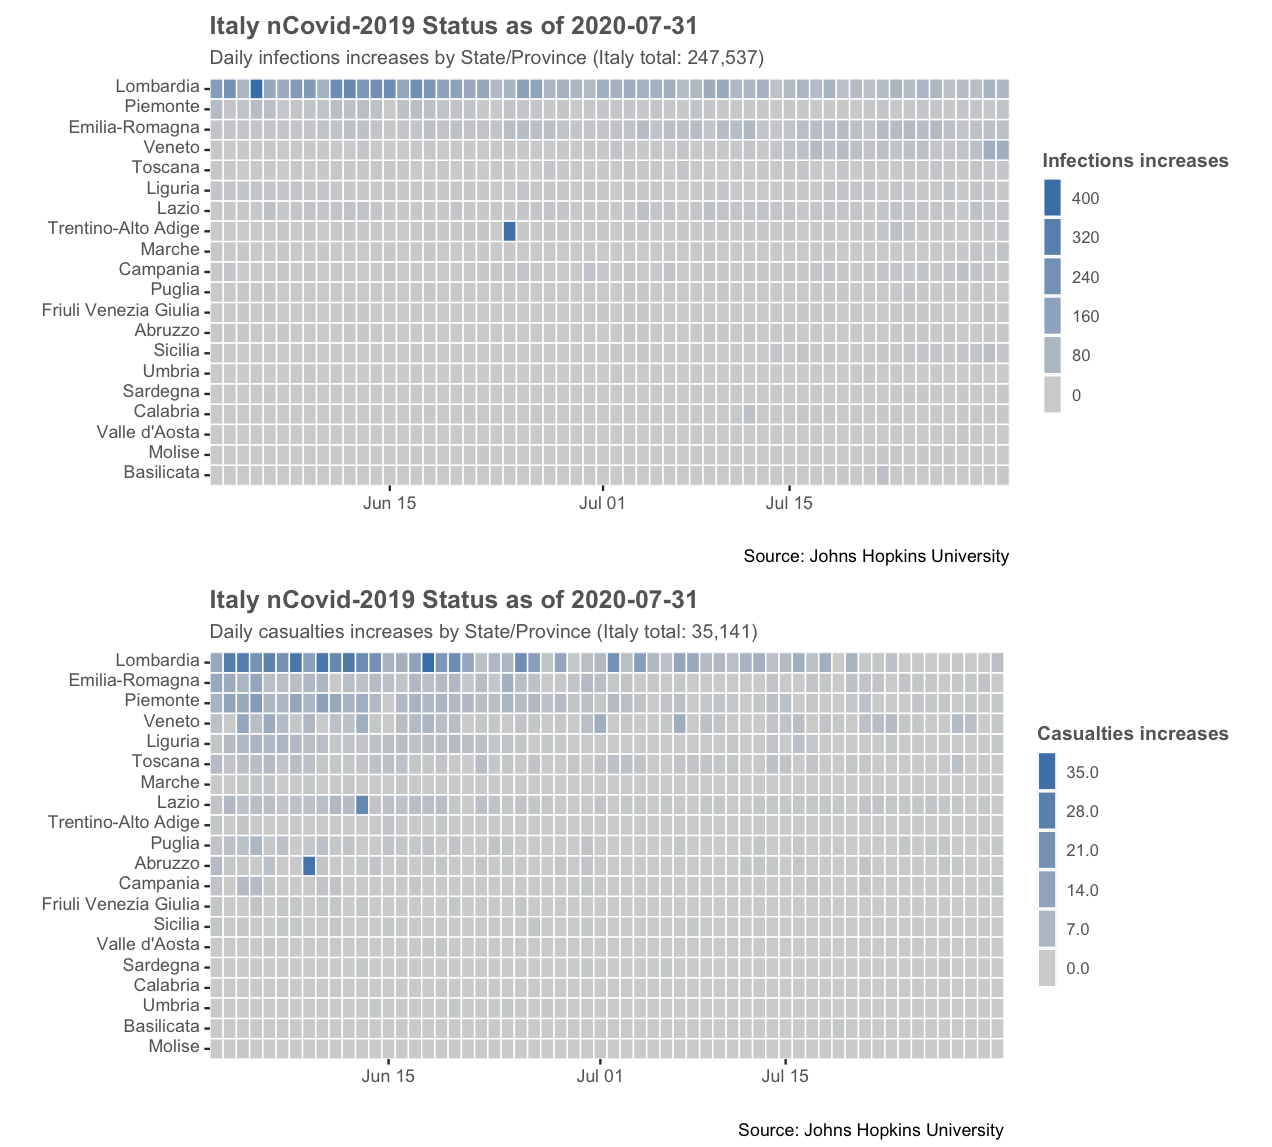 Italy nCovid-2019 Status as of 2020-07-31
Daily infections increases by State/Province (Italy total: 247,537)
Lombardia
Piemonte
Emilia-Romagna
Veneto
Toscana
Liguria
Lazio
Trentino-Alto Adige
Marche
Campania
Puglia
Friuli Venezia Giulia
Abruzzo
Sicilia
Umbria
Sardegna
Calabria
Valle d'Aosta
Molise
Basilicata
Jun 15
Jul 01
Jul 15
Infections increases
400
320
240
160
80
0
Source: Johns Hopkins University
Italy nCovid-2019 Status as of 2020-07-31
Daily casualties increases by State/Province (Italy total: 35,141)
Lombardia
Emilia-Romagna
Piemonte
Veneto
Liguria
Toscana
Marche
Lazio
Trentino-Alto Adige
Puglia
Abruzzo
Campania
Friuli Venezia Giulia
Sicilia
Valle d'Aosta
Sardegna
Calabria
Umbria
Basilicata
Molise
Jun 15
Jul 01
Jul 15
Casualties increases
35.0
28.0
21.0
14.0
7.0
0.0
Source: Johns Hopkins University